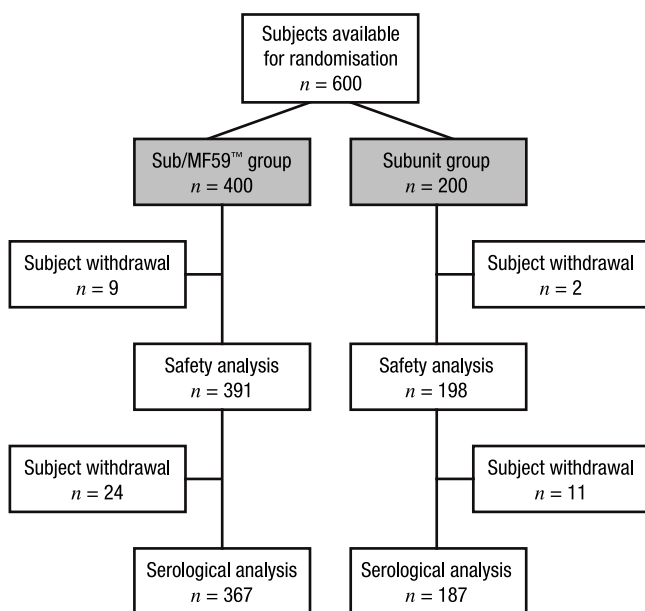 Subjects available
for randomisation
n = 600
Sub/MF59™ group
n = 400
Subunit group
n = 200
Subject withdrawal
n = 9
Subject withdrawal
n = 2
Safety analysis
n = 391
Safety analysis
n = 198
Subject withdrawal
n = 24
Subject withdrawal
n = 11
Serological analysis
n = 367
Serological analysis
n = 187